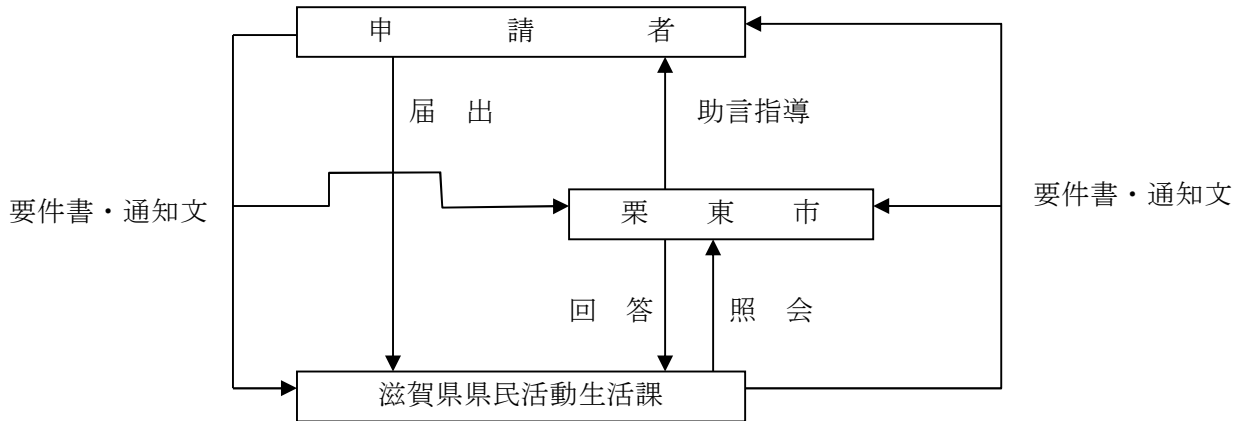 申請者
届出
助言指導
要件書・通知文
要件書・通知文
栗東市
回答
照会
滋賀県県民活動生活課